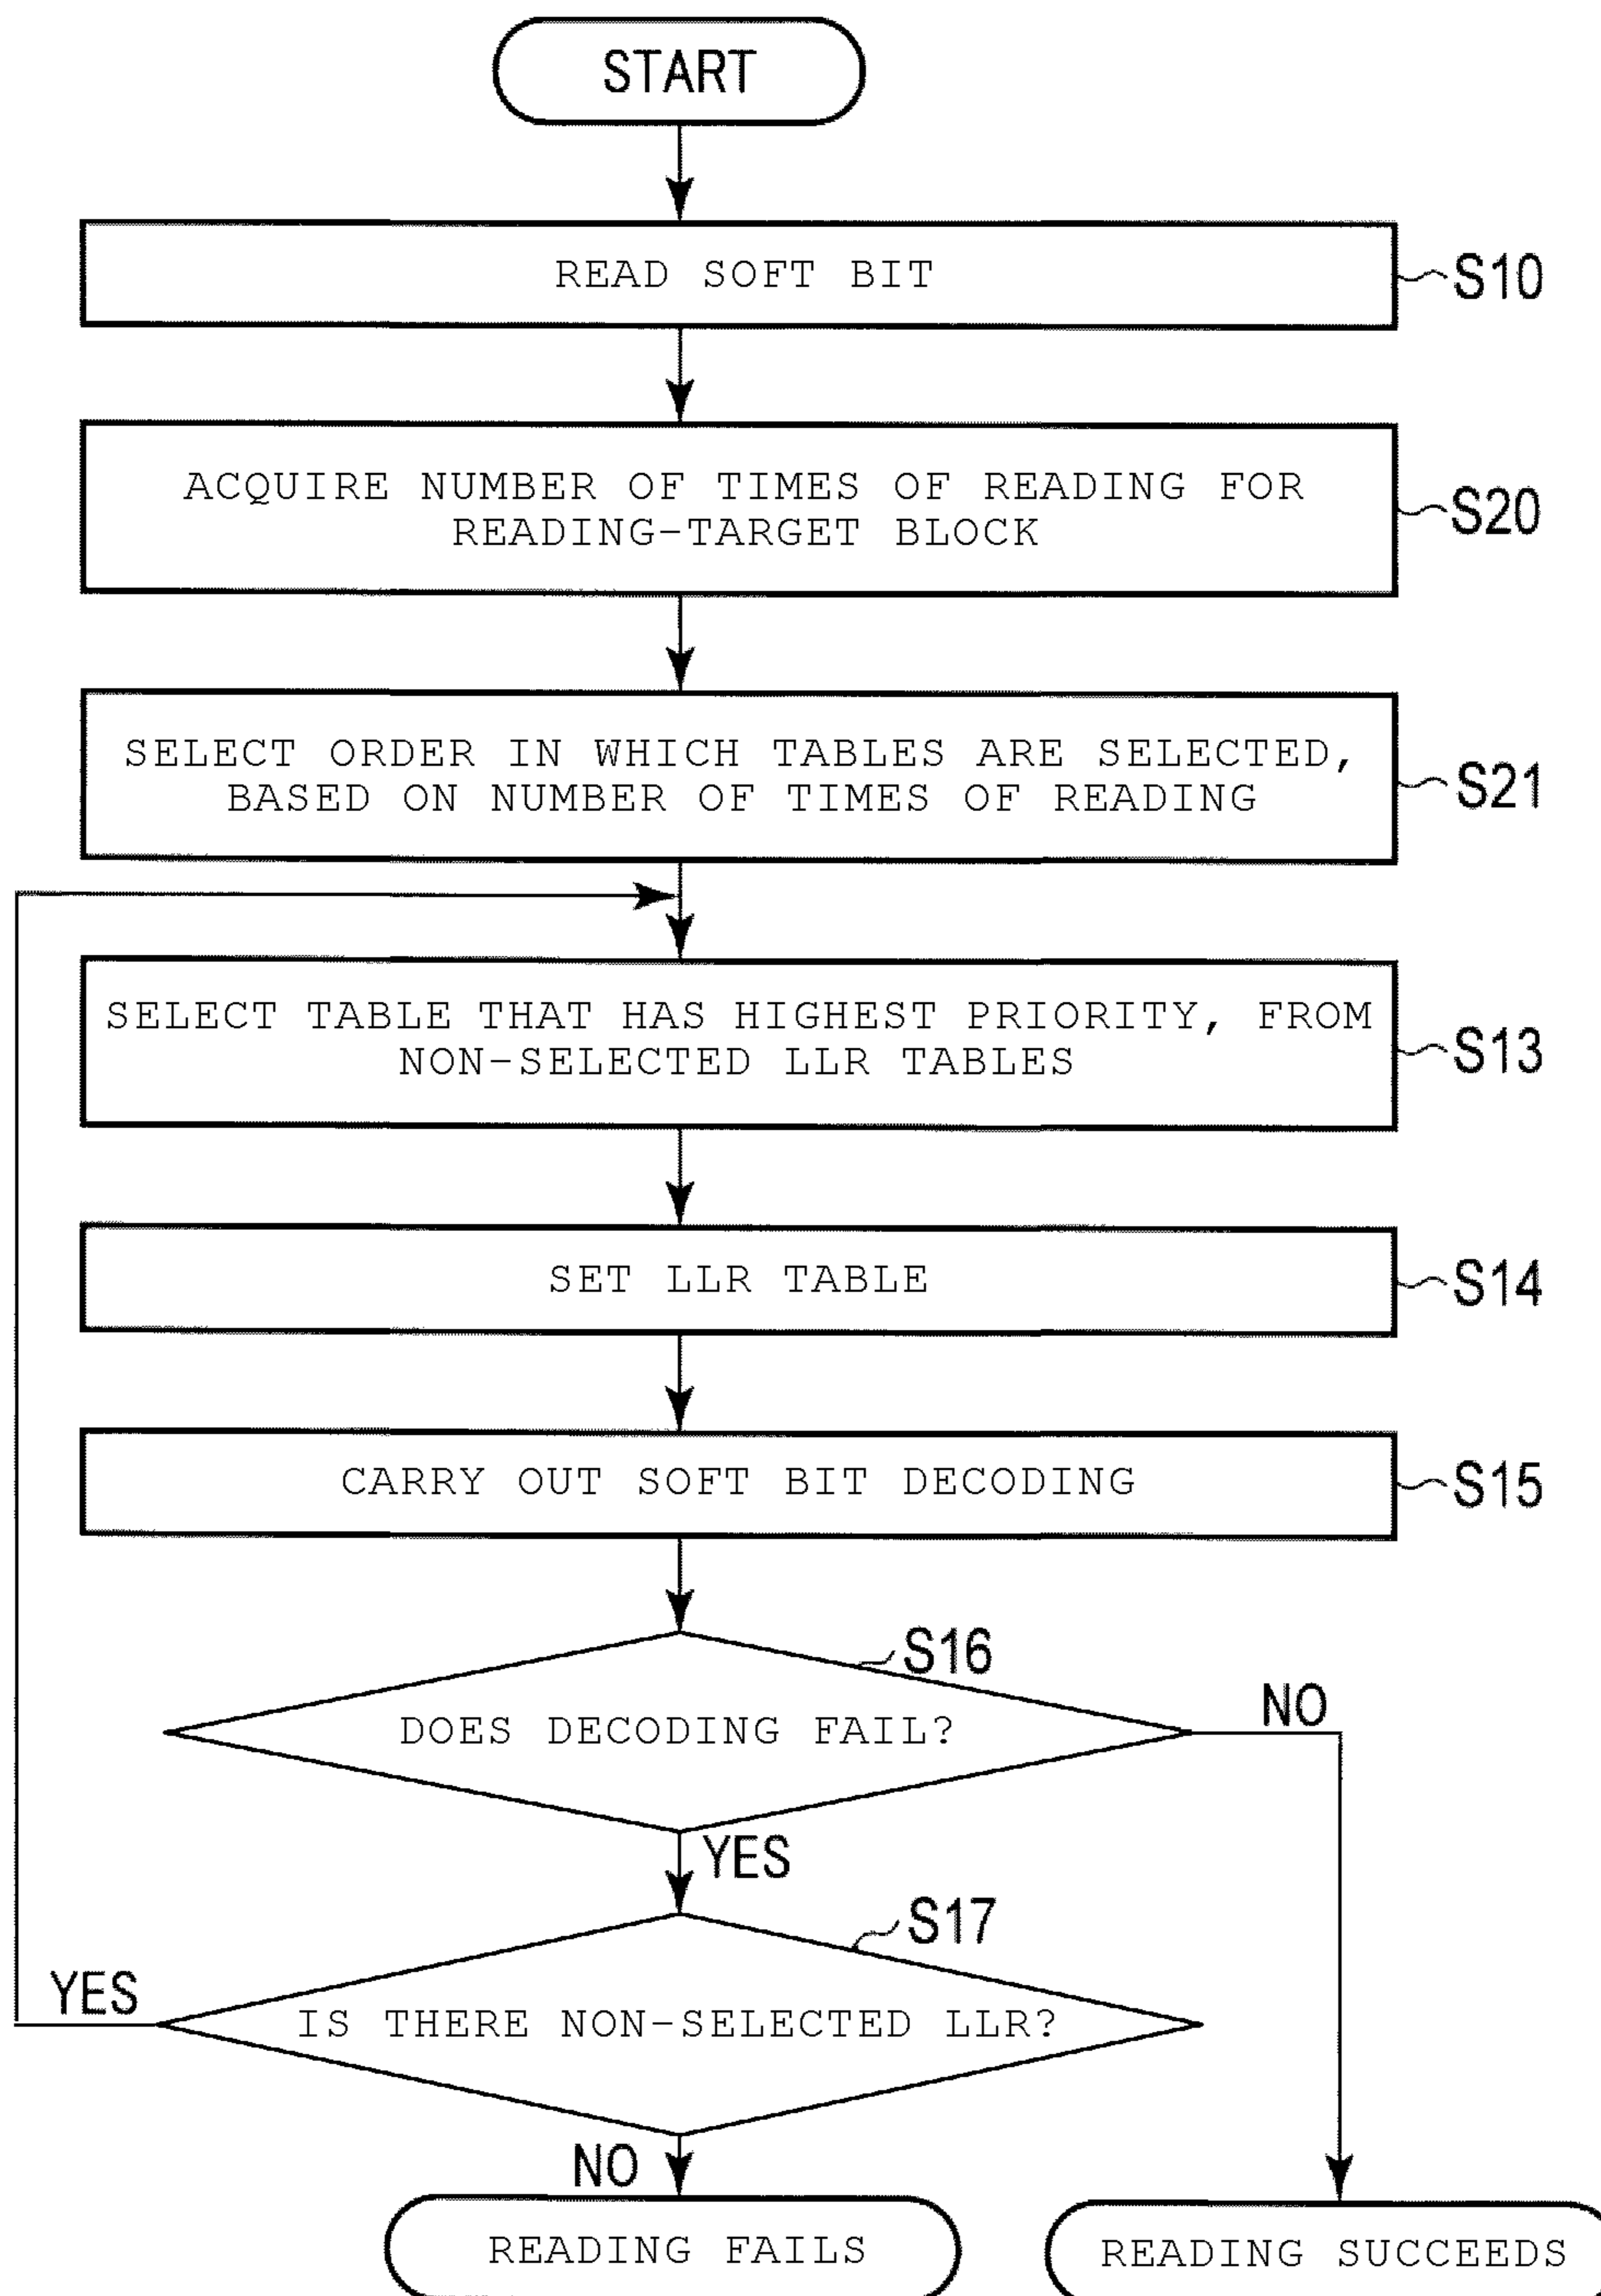 START
READ SOFT BIT
S10
ACQUIRE NUMBER OF TIMES OF READING FOR
READING-TARGET BLOCK
S20
SELECT ORDER IN WHICH TABLES ARE SELECTED,
BASED ON NUMBER OF TIMES OF READING
S21
SELECT TABLE THAT HAS HIGHEST PRIORITY, FROM
NON-SELECTED LLR TABLES
S13
SET LLR TABLE
S14
CARRY OUT SOFT BIT DECODING
S15
S16
DOES DECODING FAIL?
NO
YES
S17
YES
IS THERE NON-SELECTED LLR?
NO
READING FAILS
READING SUCCEEDS